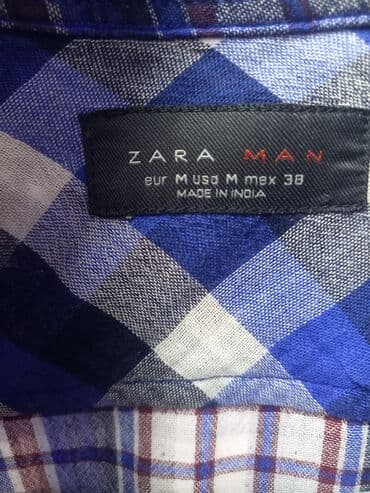 ZARA MAN
eur M usa M mex 38
MADE IN INDIA